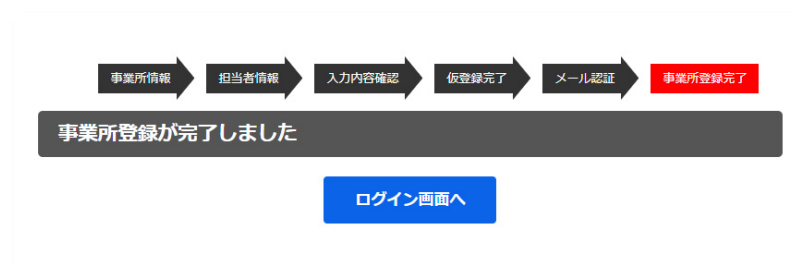 事業所情報 担当者情報 入力内容確認 仮登録完了 メール認証 事業所登録完了
事業所登録が完了しました
ログイン画面へ